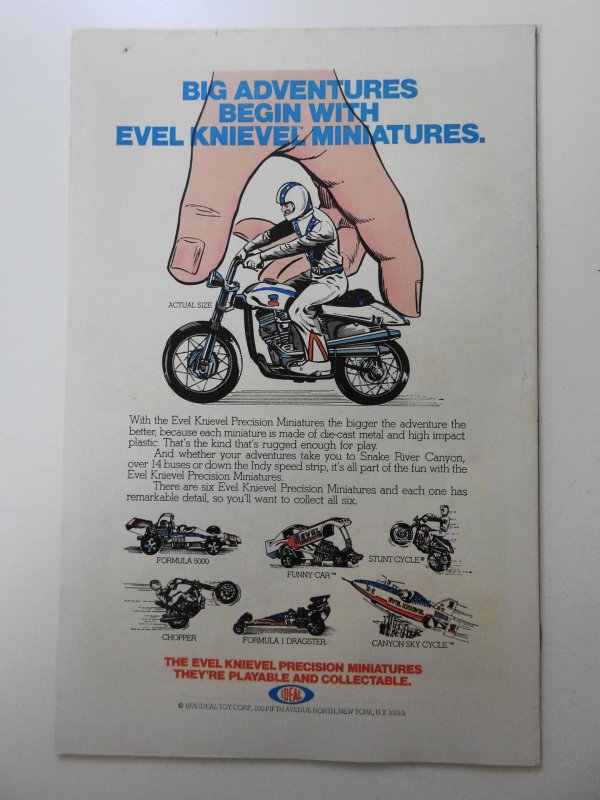 BIG ADVENTURES
BEGIN WITH
EVEL KNIEVEL™ MINIATURES.
ACTUAL SIZE
With the Evel Knievel Precision Miniatures the bigger the adventure the
better, because each miniature is made of die-cast metal and high impact
plastic. That's the kind that's rugged enough for play.
And whether your adventures take you to Snake River Canyon,
over 14 buses or down the Indy speed strip, it's all part of the fun with the
Evel Knievel Precision Miniatures.
There are six Evel Knievel Precision Miniatures and each one has
remarkable detail, so you'll want to collect all six.
FORMULA 5000
EVEL
FUNNY CAR™
STUNT CYCLE®
CHOPPER
FORMULA 1 DRAGSTER
EVEL KNIEVEL
CANYON SKY CYCLE™
THE EVEL KNIEVEL PRECISION MINIATURES
THEY'RE PLAYABLE AND COLLECTABLE.
IDEAL
© 1976 IDEAL TOY CORP., 200 FIFTH AVENUE NORTH, NEW YORK, N.Y. 10010.